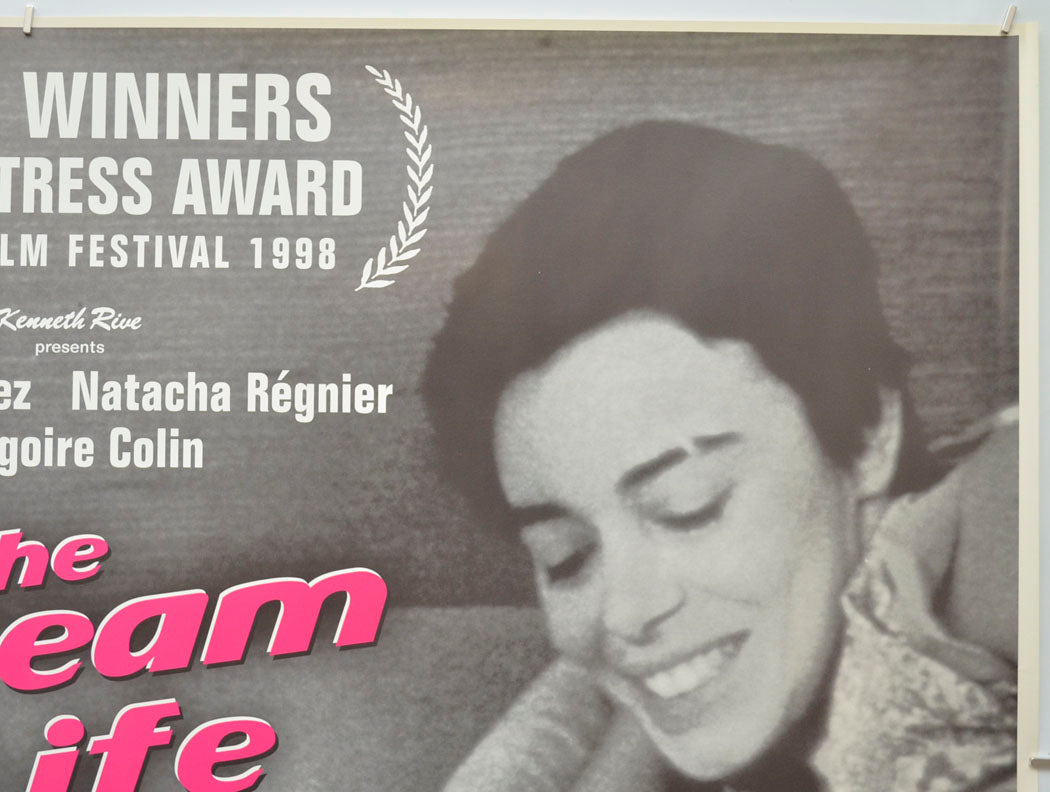 WINNERS
TRESS AWARD
LM FESTIVAL 1998
Kenneth Rive
presents
ez Natacha Régnier
goire Colin
he
eam
ife